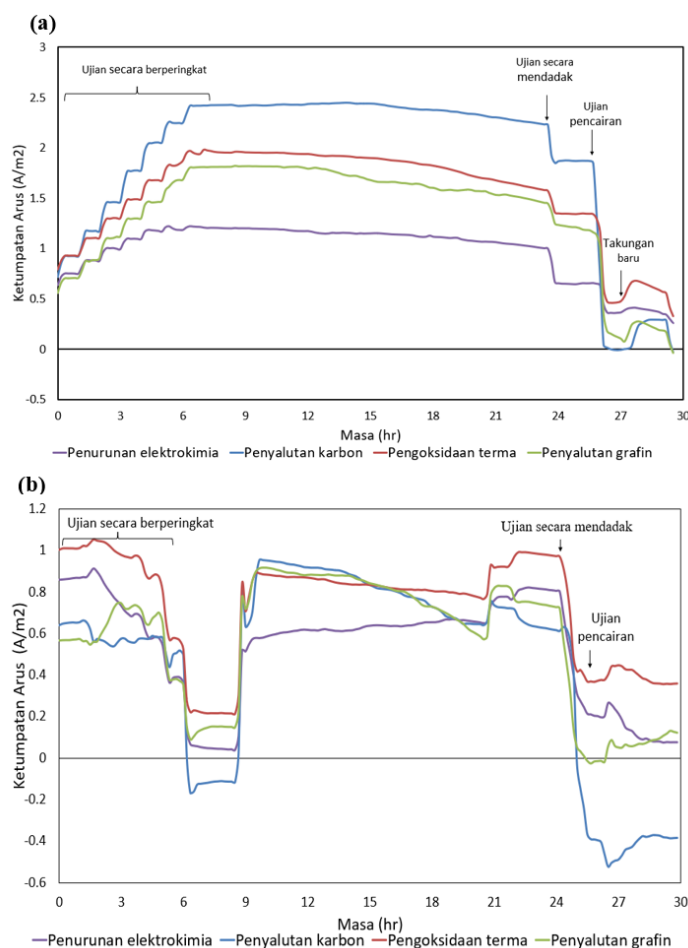 (a)
3
2.5
2
1.5
1
0.5
0
-0.5
Ketumpatan Arus (A/m2)
Ujian secara berperingkat
Ujian secara
mendadak
Ujian
pencairan
Takungan
baru
0 3 6 9 12 15 18 21 24 27 30
Masa (hr)
Penurunan elektrokimia Penyalutan karbon Pengoksidaan terma Penyalutan grafin
(b)
1.2
1
0.8
0.6
0.4
0.2
0
-0.2
-0.4
-0.6
Ketumpatan Arus (A/m2)
Ujian secara berperingkat
Ujian secara mendadak
Ujian
pencairan
0 3 6 9 12 15 18 21 24 27 30
Masa (hr)
Penurunan elektrokimia Penyalutan karbon Pengoksidaan terma Penyalutan grafin